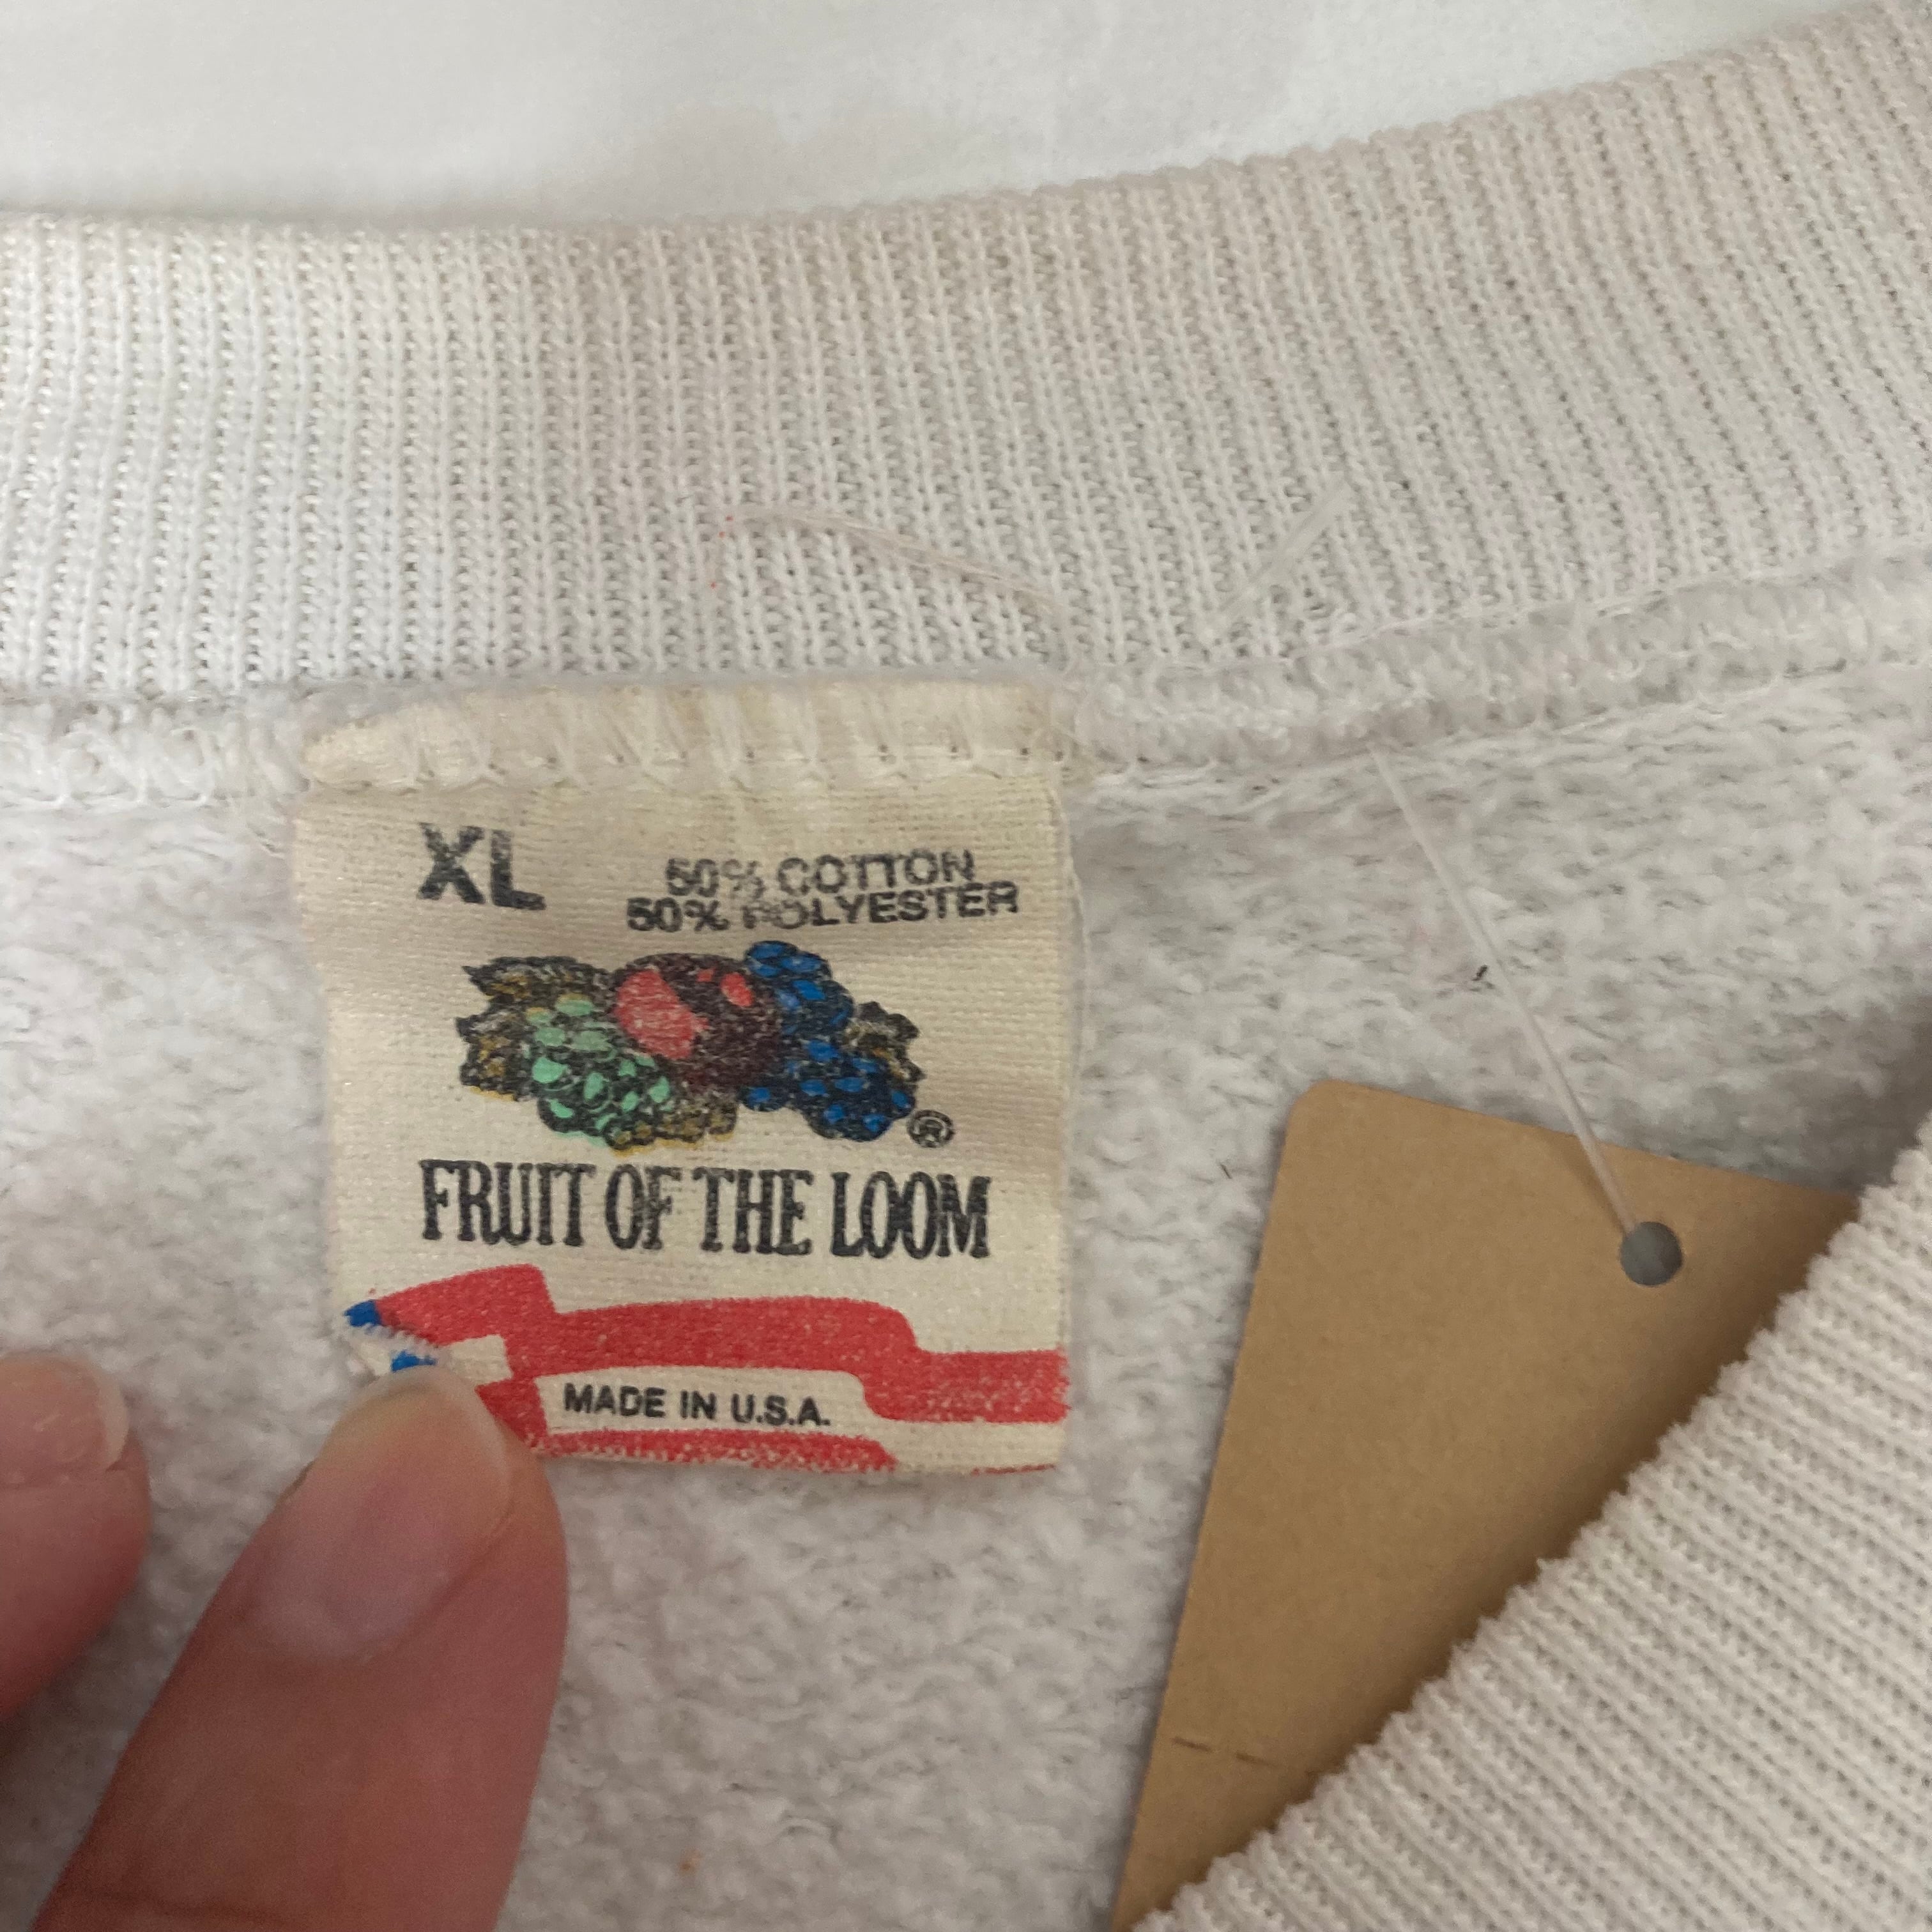 XL
50% COTTON
50% POLYESTER
®
FRUIT OF THE LOOM
MADE IN U.S.A.